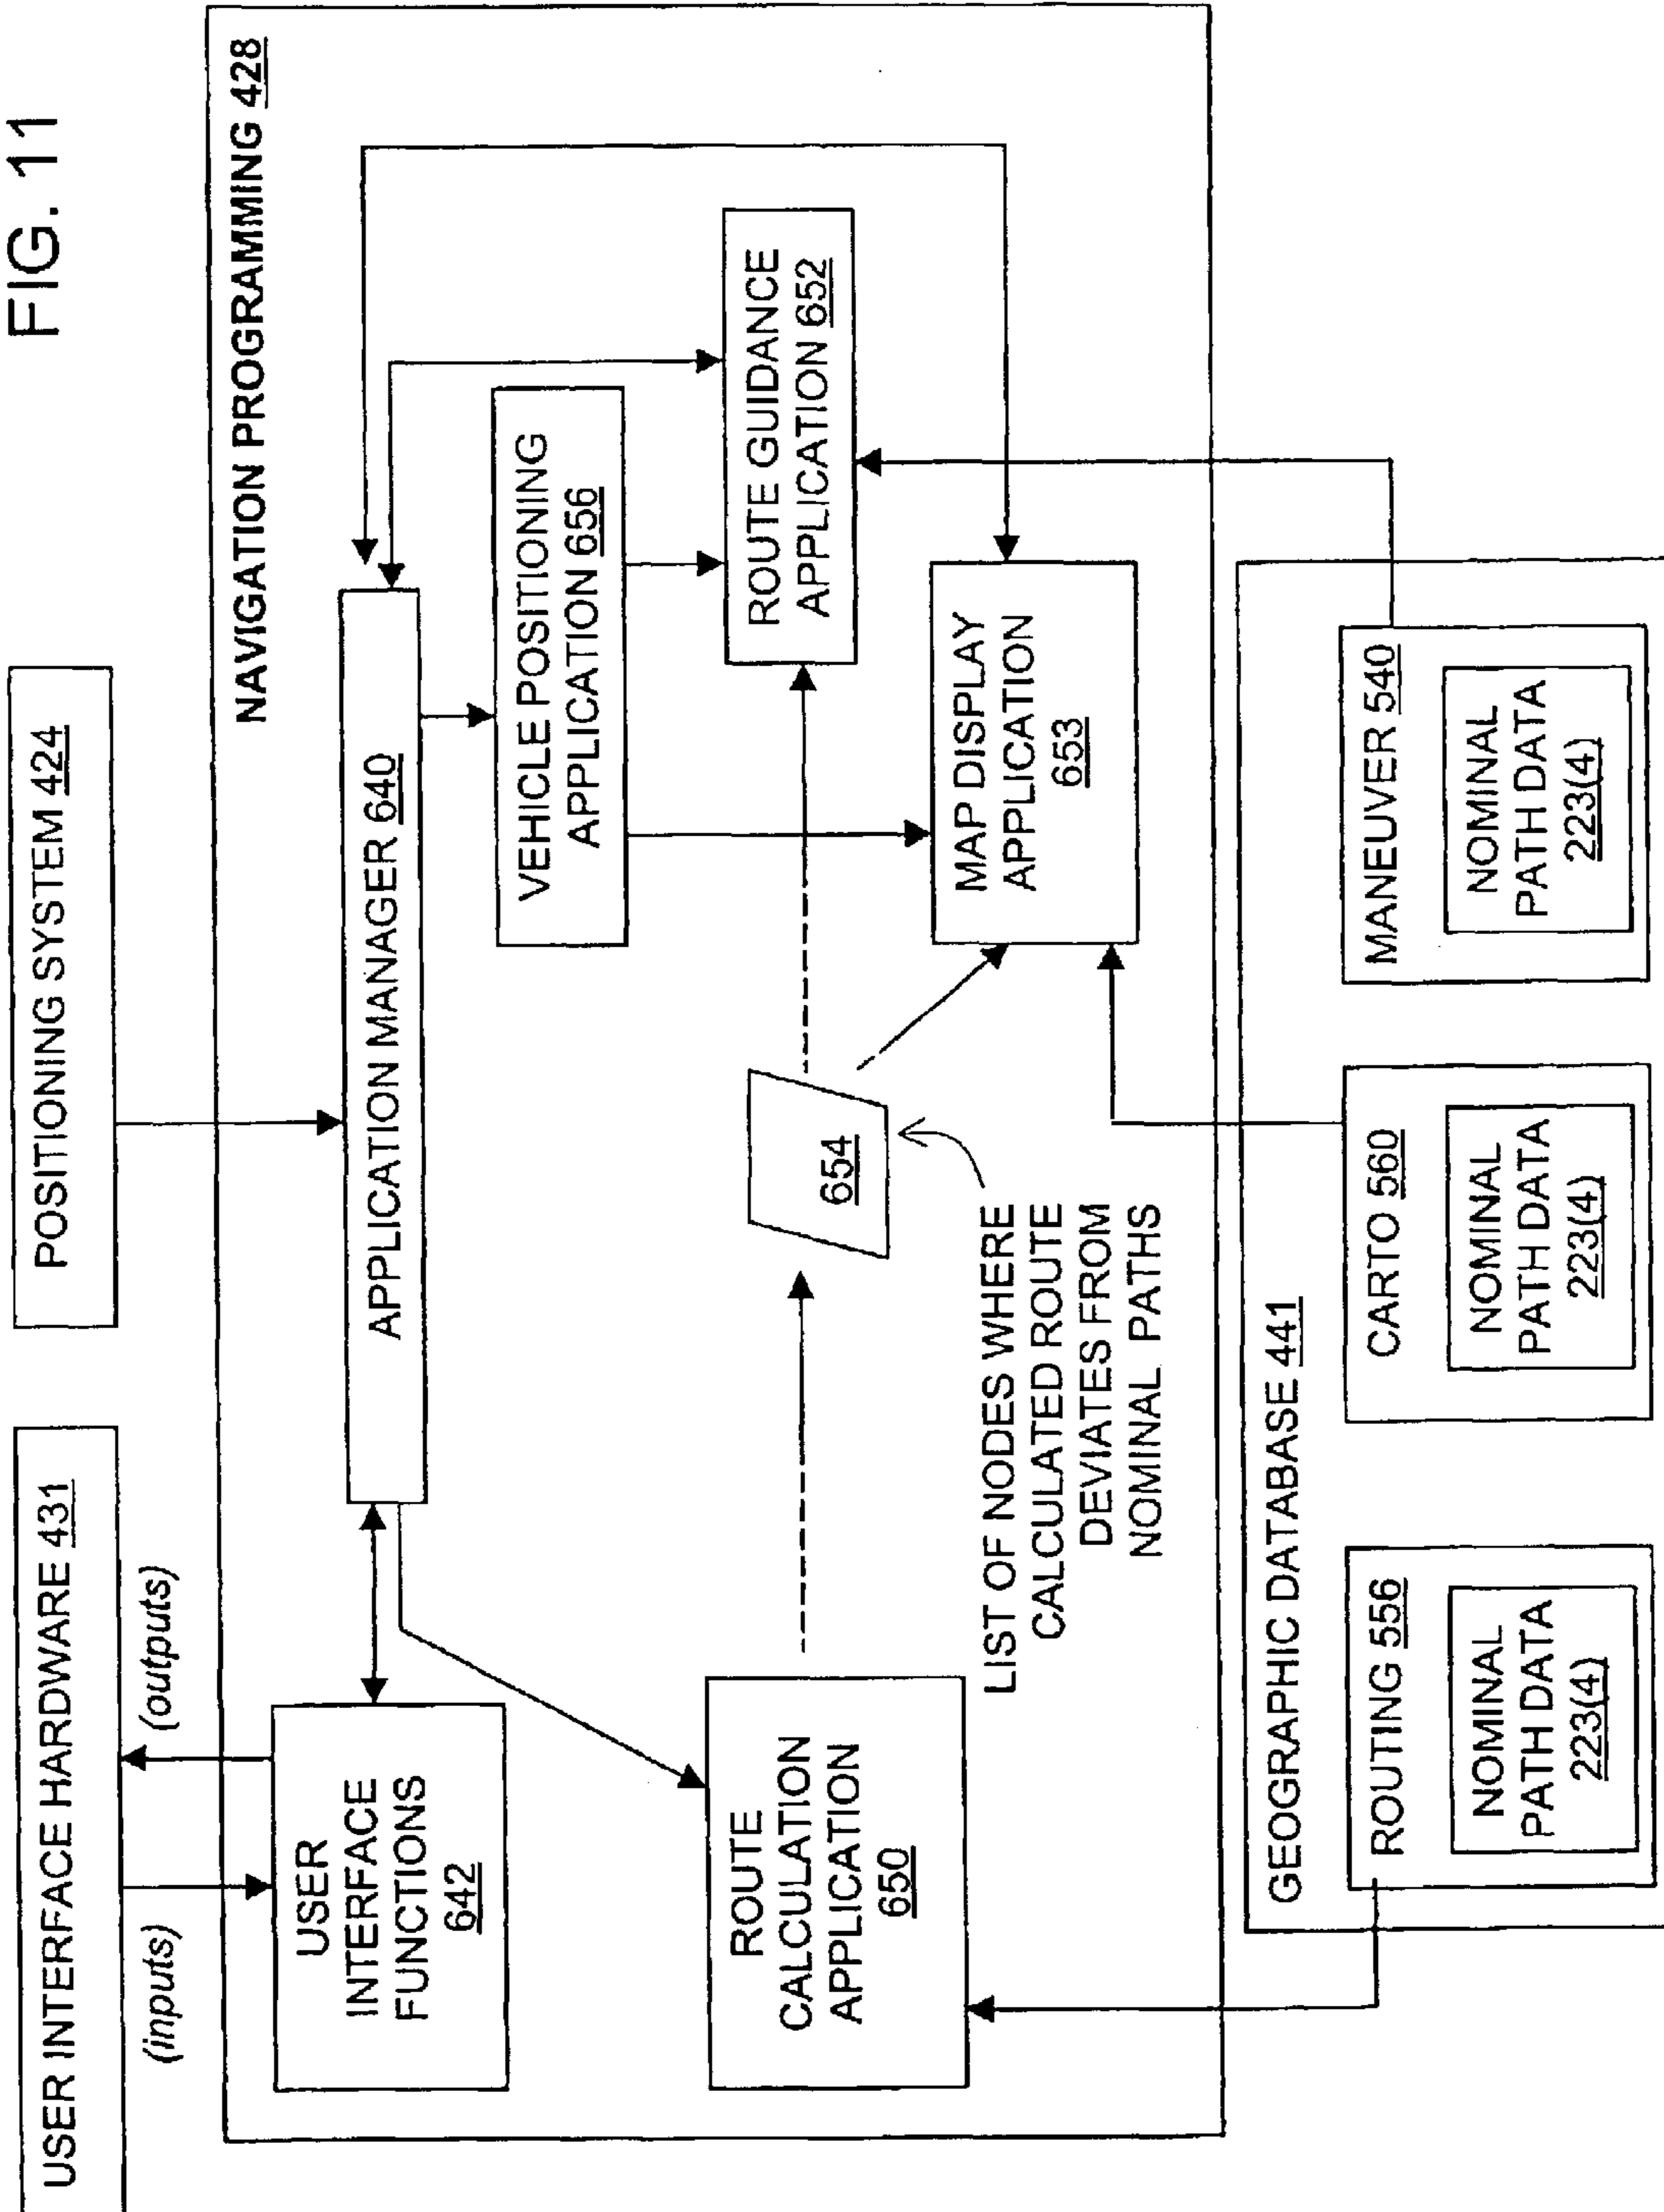 FIG. 11
USER INTERFACE HARDWARE 431
POSITIONING SYSTEM 424
(inputs)
(outputs)
NAVIGATION PROGRAMMING 428
USER
INTERFACE
FUNCTIONS
642
APPLICATION MANAGER 640
VEHICLE POSITIONING
APPLICATION 656
ROUTE
CALCULATION
APPLICATION
650
654
ROUTE GUIDANCE
APPLICATION 652
MAP DISPLAY
APPLICATION
653
LIST OF NODES WHERE
CALCULATED ROUTE
DEVIATES FROM
NOMINAL PATHS
GEOGRAPHIC DATABASE 441
ROUTING 556
NOMINAL
PATH DATA
223(4)
CARTO 560
NOMINAL
PATH DATA
223(4)
MANEUVER 540
NOMINAL
PATH DATA
223(4)